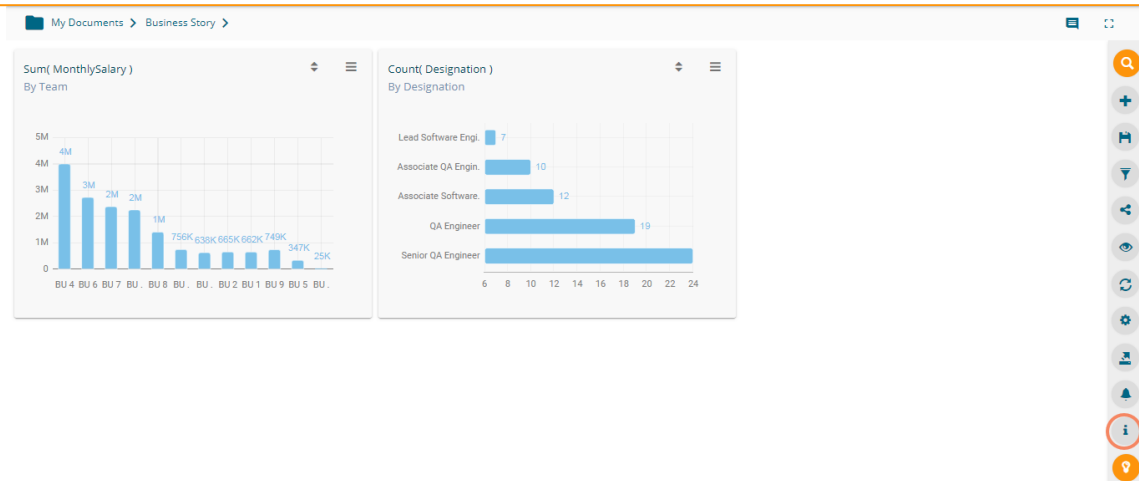 My Documents > Business Story >
Sum( MonthlySalary )
By Team
5M
4M
3M
2M
1M
0
4M
3M
2M
2M
1M
756K
638K
665K
662K
749K
347K
25K
BU 4 BU 6 BU 7 BU . BU 8 BU . BU . BU 2 BU 1 BU 9 BU 5 BU .
Count( Designation )
By Designation
Lead Software Engi. 7
Associate QA Engin. 10
Associate Software. 12
QA Engineer 19
Senior QA Engineer
6 8 10 12 14 16 18 20 22 24